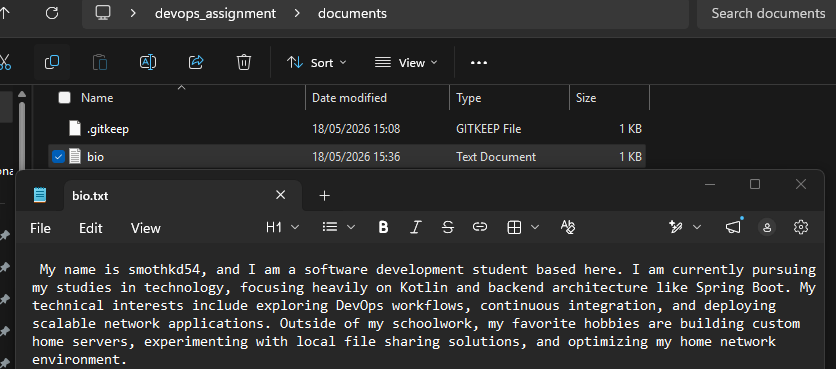 devops_assignment > documents
Search documents
Sort
View
Name Date modified Type Size
.gitkeep 18/05/2026 15:08 GITKEEP File 1 KB
bio 18/05/2026 15:36 Text Document 1 KB
bio.txt
File Edit View H1 B I S
My name is smothkd54, and I am a software development student based here. I am currently pursuing
my studies in technology, focusing heavily on Kotlin and backend architecture like Spring Boot. My
technical interests include exploring DevOps workflows, continuous integration, and deploying
scalable network applications. Outside of my schoolwork, my favorite hobbies are building custom
home servers, experimenting with local file sharing solutions, and optimizing my home network
environment.